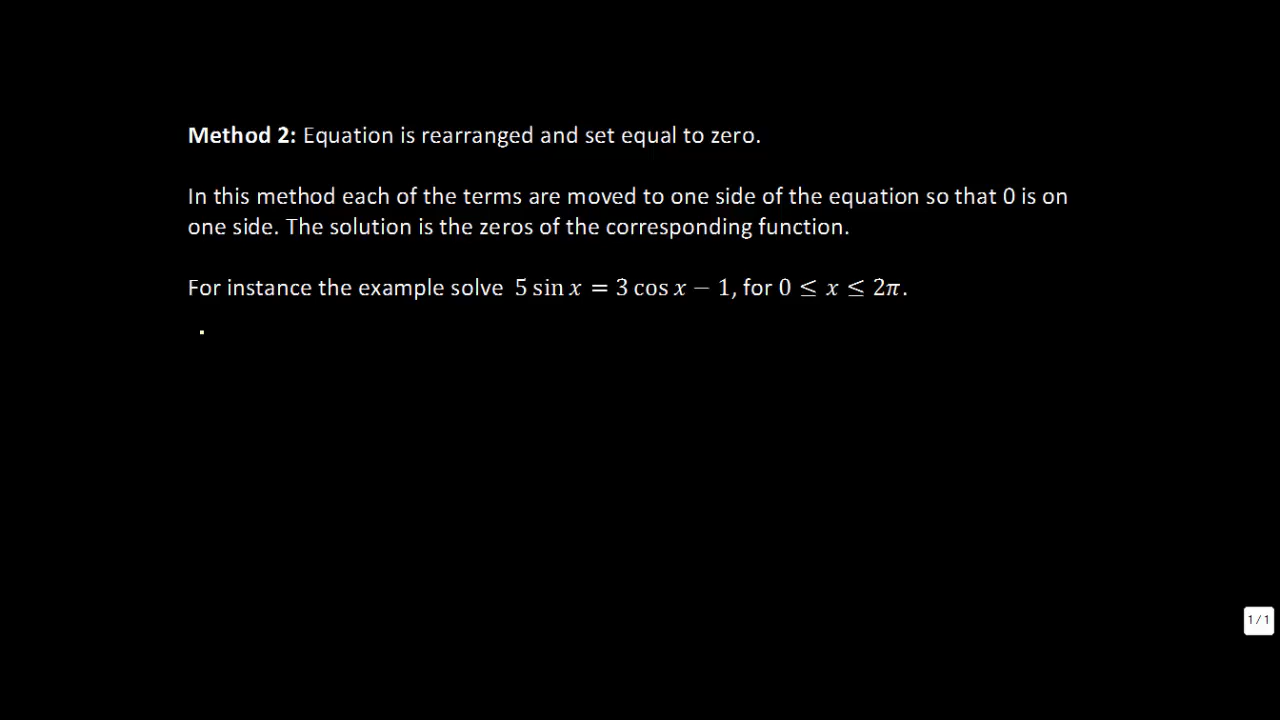 Method 2: Equation is rearranged and set equal to zero.
In this method each of the terms are moved to one side of the equation so that 0 is on
one side. The solution is the zeros of the corresponding function.
For instance the example solve 5 sin x = 3 cos x − 1, for 0 ≤ x ≤ 2π.
1 / 1